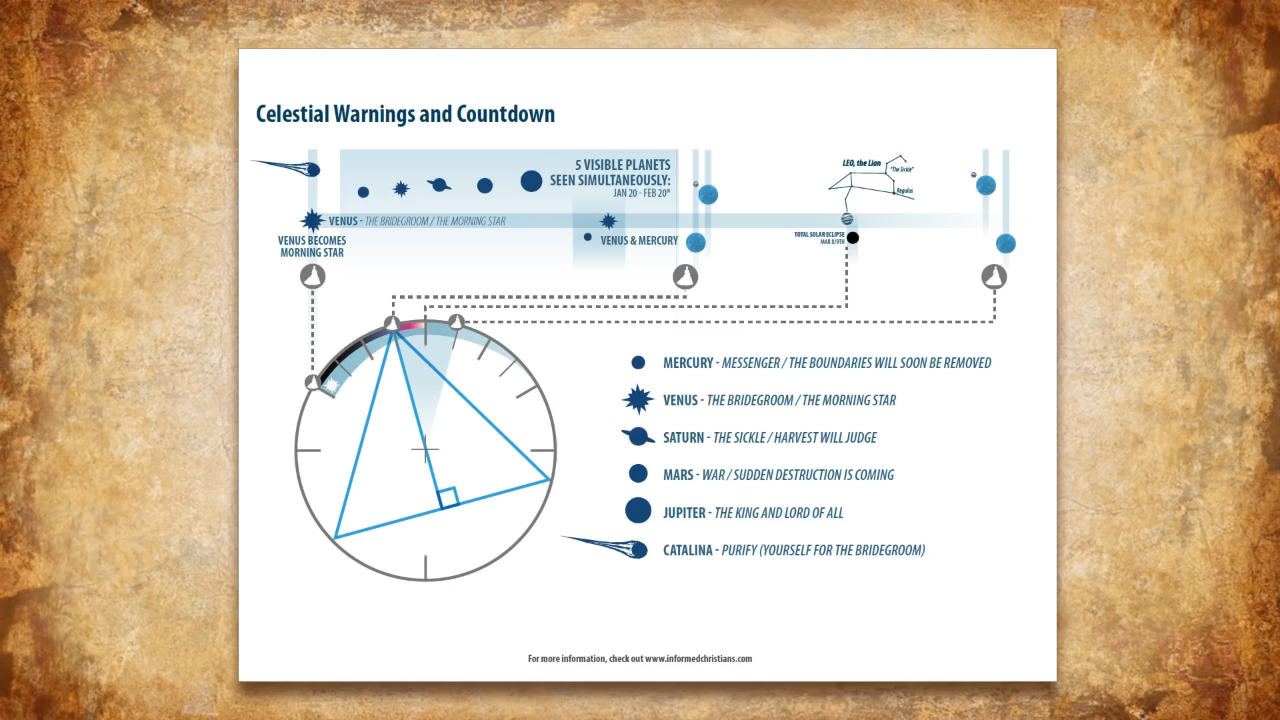 Celestial Warnings and Countdown
5 VISIBLE PLANETS
SEEN SIMULTANEOUSLY:
JAN 20 - FEB 20*
LEO, the Lion
"The Sickle"
Regulus
VENUS - THE BRIDEGROOM / THE MORNING STAR
VENUS BECOMES
MORNING STAR
VENUS & MERCURY
TOTAL SOLAR ECLIPSE
MAR 8/9TH
MERCURY - MESSENGER / THE BOUNDARIES WILL SOON BE REMOVED
VENUS - THE BRIDEGROOM / THE MORNING STAR
SATURN - THE SICKLE / HARVEST WILL JUDGE
MARS - WAR / SUDDEN DESTRUCTION IS COMING
JUPITER - THE KING AND LORD OF ALL
CATALINA - PURIFY (YOURSELF FOR THE BRIDEGROOM)
For more information, check out www.informedchristians.com